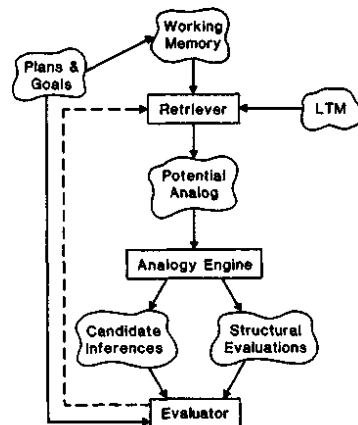 Working
Memory
Plans &
Goals
Retriever
LTM
Potential
Analog
Analogy Engine
Candidate
Inferences
Structural
Evaluations
Evaluator